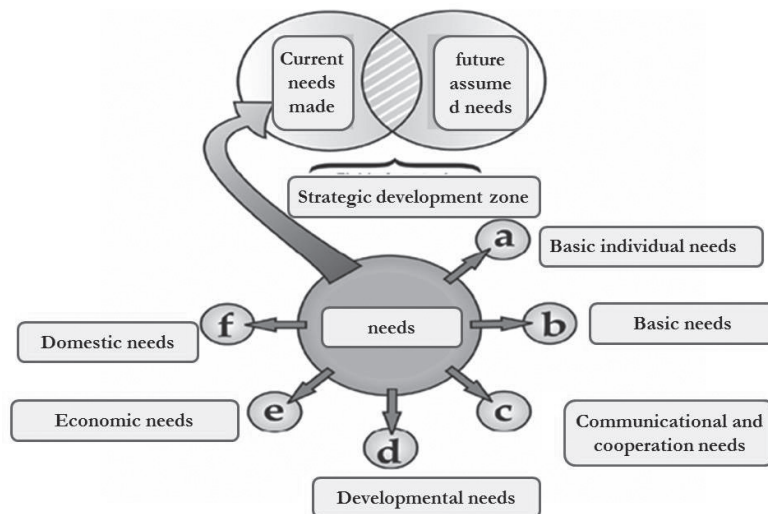 Current
needs
made
future
assume
d needs
Strategic development zone
a
Basic individual needs
needs
b
Basic needs
f
Domestic needs
e
Economic needs
c
Communicational and
cooperation needs
d
Developmental needs